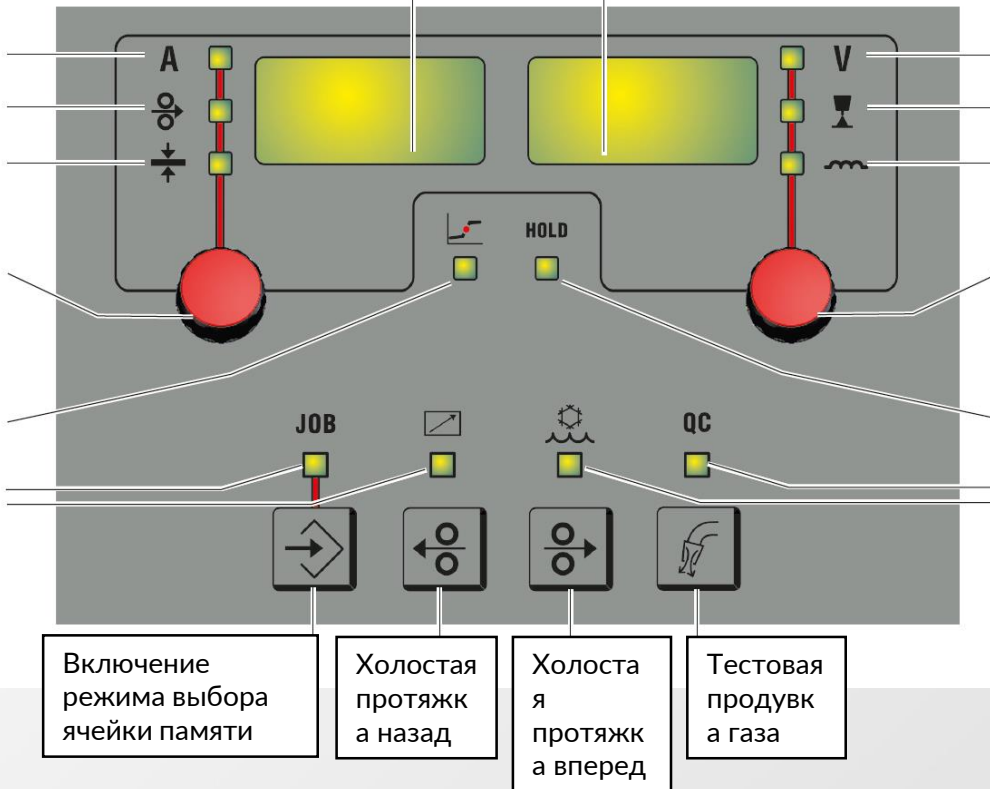 A
V
HOLD
JOB
QC
Включение
режима выбора
ячейки памяти
Холостая
протяжк
а назад
Холоста
я
протяжк
а вперед
Тестовая
продувк
а газа